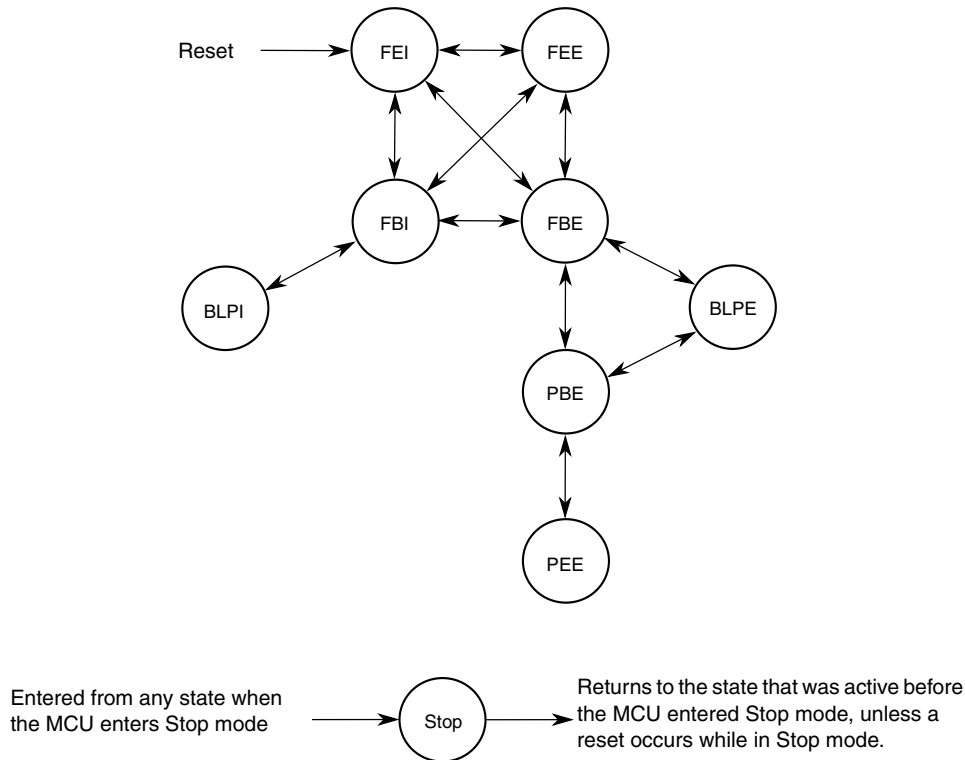 Reset
FEI
FEE
FBI
FBE
BLPI
BLPE
PBE
PEE
Entered from any state when
the MCU enters Stop mode
Stop
Returns to the state that was active before
the MCU entered Stop mode, unless a
reset occurs while in Stop mode.